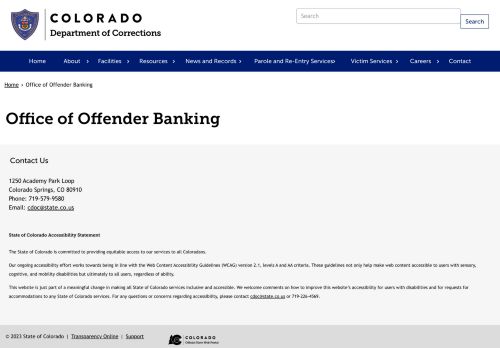 COLORADO
Department of Corrections
Search
Search
Home About Facilities Resources News and Records Parole and Re-Entry Services Victim Services Careers Contact
Home › Office of Offender Banking
Office of Offender Banking
Contact Us
1250 Academy Park Loop
Colorado Springs, CO 80910
Phone: 719-579-9580
Email: cdoc@state.co.us
State of Colorado Accessibility Statement
The State of Colorado is committed to providing equitable access to our services to all Coloradans.
Our ongoing accessibility effort works towards being in line with the Web Content Accessibility Guidelines (WCAG) version 2.1, levels A and AA criteria. These guidelines not only help make web content accessible to users with sensory,
cognitive, and mobility disabilities but ultimately to all users, regardless of ability.
This website is just part of a meaningful change in making all State of Colorado services inclusive and accessible. We welcome comments on how to improve this website's accessibility for users with disabilities and for requests for
accommodations to any State of Colorado services. For any questions or concerns regarding accessibility, please contact cdoc@state.co.us or 719-226-4569.
© 2023 State of Colorado | Transparency Online | Support
COLORADO
Official State Web Portal